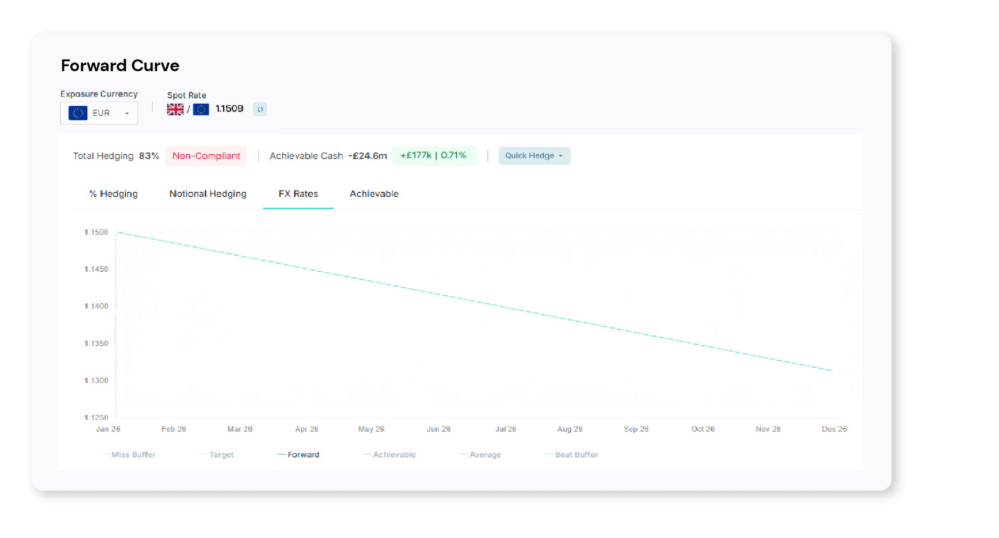 Forward Curve
Exposure Currency
Spot Rate
EUR
/
1.1509
Total Hedging 83% Non-Compliant
Achievable Cash -£24.6m +£177k | 0.71%
Quick Hedge
% Hedging
Notional Hedging
FX Rates
Achievable
1.1500
1.1450
1.1400
1.1350
1.1300
1.1250
Jan 26 Feb 26 Mar 26 Apr 26 May 26 Jun 26 Jul 26 Aug 26 Sep 26 Oct 26 Nov 26 Dec 26
Miss Buffer Target Forward Achievable Average Beat Buffer